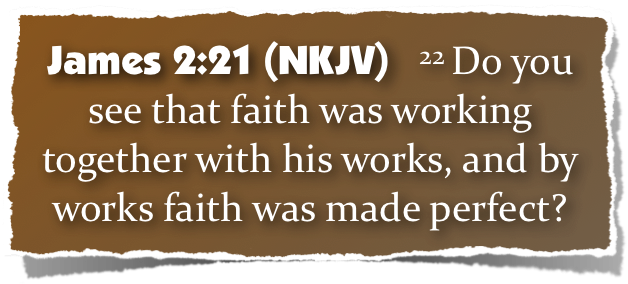 James 2:21 (NKJV) 22 Do you
see that faith was working
together with his works, and by
works faith was made perfect?